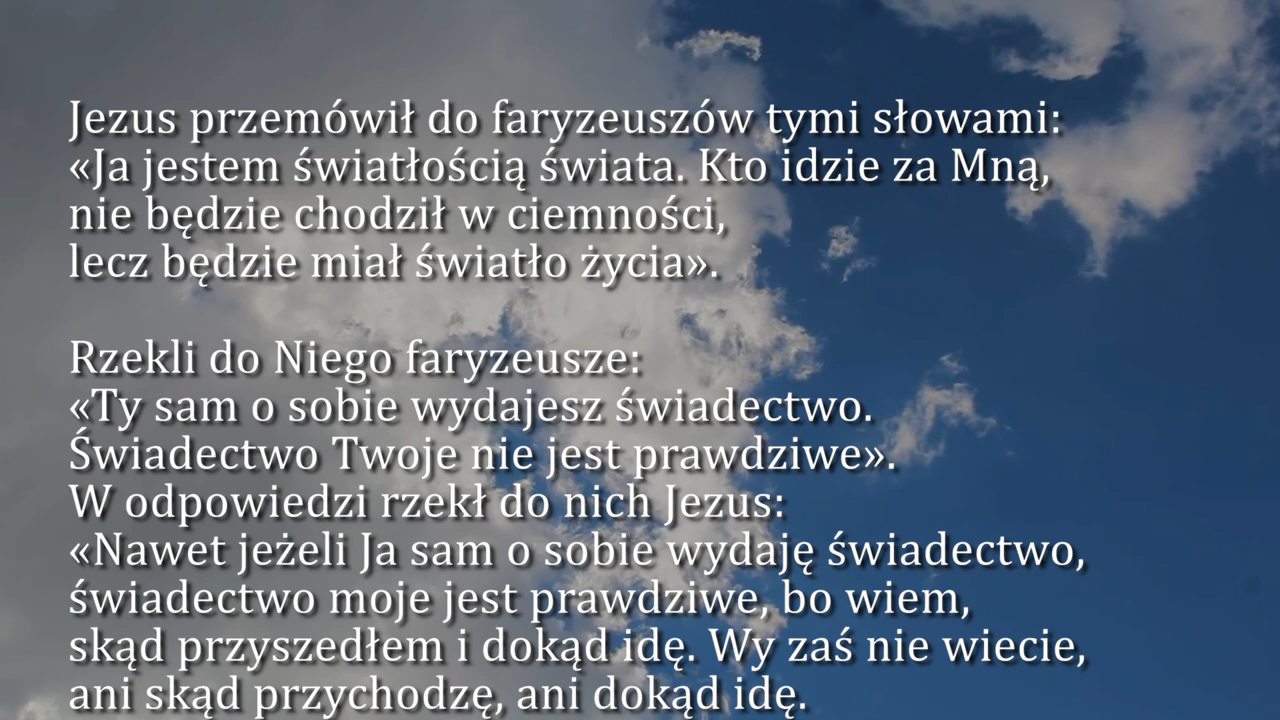 Jezus przemówił do faryzeuszów tymi słowami:
«Ja jestem światłością świata. Kto idzie za Mną,
nie będzie chodził w ciemności,
lecz będzie miał światło życia».
Rzekli do Niego faryzeusze:
«Ty sam o sobie wydajesz świadectwo.
Świadectwo Twoje nie jest prawdziwe».
W odpowiedzi rzekł do nich Jezus:
«Nawet jeżeli Ja sam o sobie wydaję świadectwo,
świadectwo moje jest prawdziwe, bo wiem,
skąd przyszedłem i dokąd idę. Wy zaś nie wiecie,
ani skąd przychodzę, ani dokąd idę.